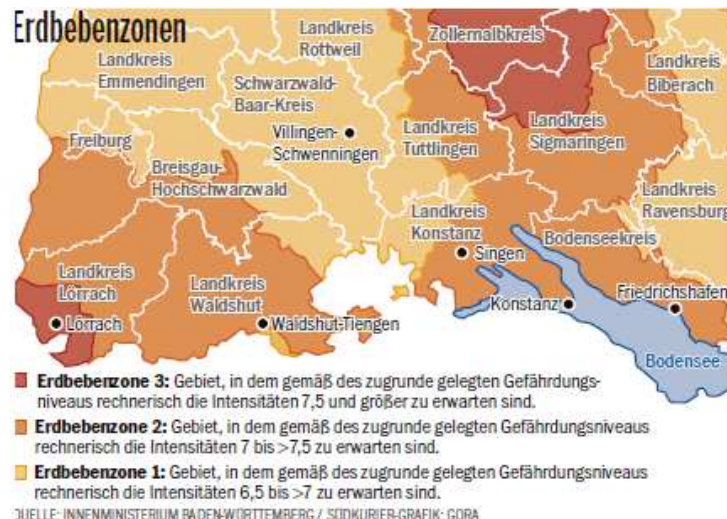 Erdbebenzonen
Landkreis
Rottweil
Zollernalbkreis
Landkreis
Emmendingen
Landkreis
Biberach
Schwarzwald-
Baar-Kreis
Freiburg
Villingen-
Schwenningen
Landkreis
Tuttlingen
Landkreis
Sigmaringen
Breisgau-
Hochschwarzwald
Landkreis
Ravensburg
Landkreis
Konstanz
Bodenseekreis
Singen
Landkreis
Lörrach
Landkreis
Waldshut
Konstanz
Friedrichshafen
Lörrach
Waldshut-Tiengen
Bodensee
Erdbebenzone 3: Gebiet, in dem gemäß des zugrunde gelegten Gefährdungs-
niveaus rechnerisch die Intensitäten 7,5 und größer zu erwarten sind.
Erdbebenzone 2: Gebiet, in dem gemäß des zugrunde gelegten Gefährdungsniveaus
rechnerisch die Intensitäten 7 bis >7,5 zu erwarten sind.
Erdbebenzone 1: Gebiet, in dem gemäß des zugrunde gelegten Gefährdungsniveaus
rechnerisch die Intensitäten 6,5 bis >7 zu erwarten sind.
QUELLE: INNENMINISTERIUM BADEN-WÜRTTEMBERG / SÜDKURIER-GRAFIK: GORA